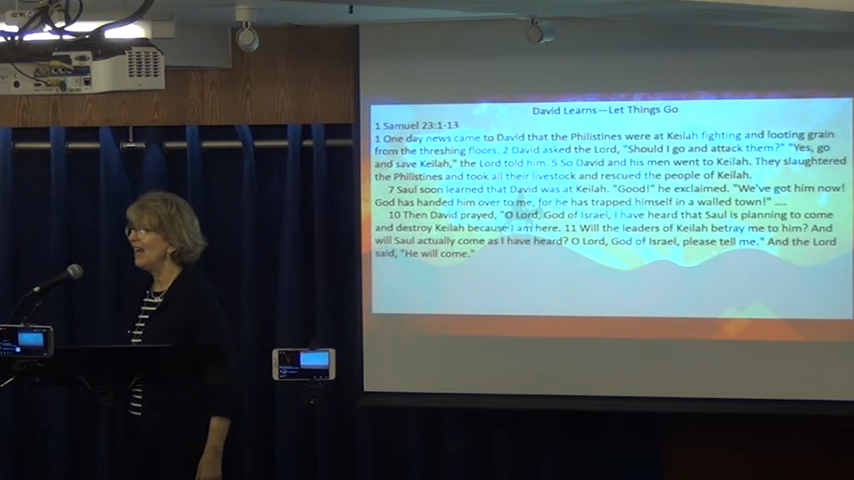 David Learns—Let Things Go
1 Samuel 23:1-13
1 One day news came to David that the Philistines were at Keilah fighting and looting grain
from the threshing floors. 2 David asked the Lord, "Should I go and attack them?" "Yes, go
and save Keilah," the Lord told him. 5 So David and his men went to Keilah. They slaughtered
the Philistines and took all their livestock and rescued the people of Keilah.
7 Saul soon learned that David was at Keilah. "Good!" he exclaimed. "We've got him now!
God has handed him over to me, for he has trapped himself in a walled town!" ....
10 Then David prayed, "O Lord, God of Israel, I have heard that Saul is planning to come
and destroy Keilah because I am here. 11 Will the leaders of Keilah betray me to him? And
will Saul actually come as I have heard? O Lord, God of Israel, please tell me." And the Lord
said, "He will come."